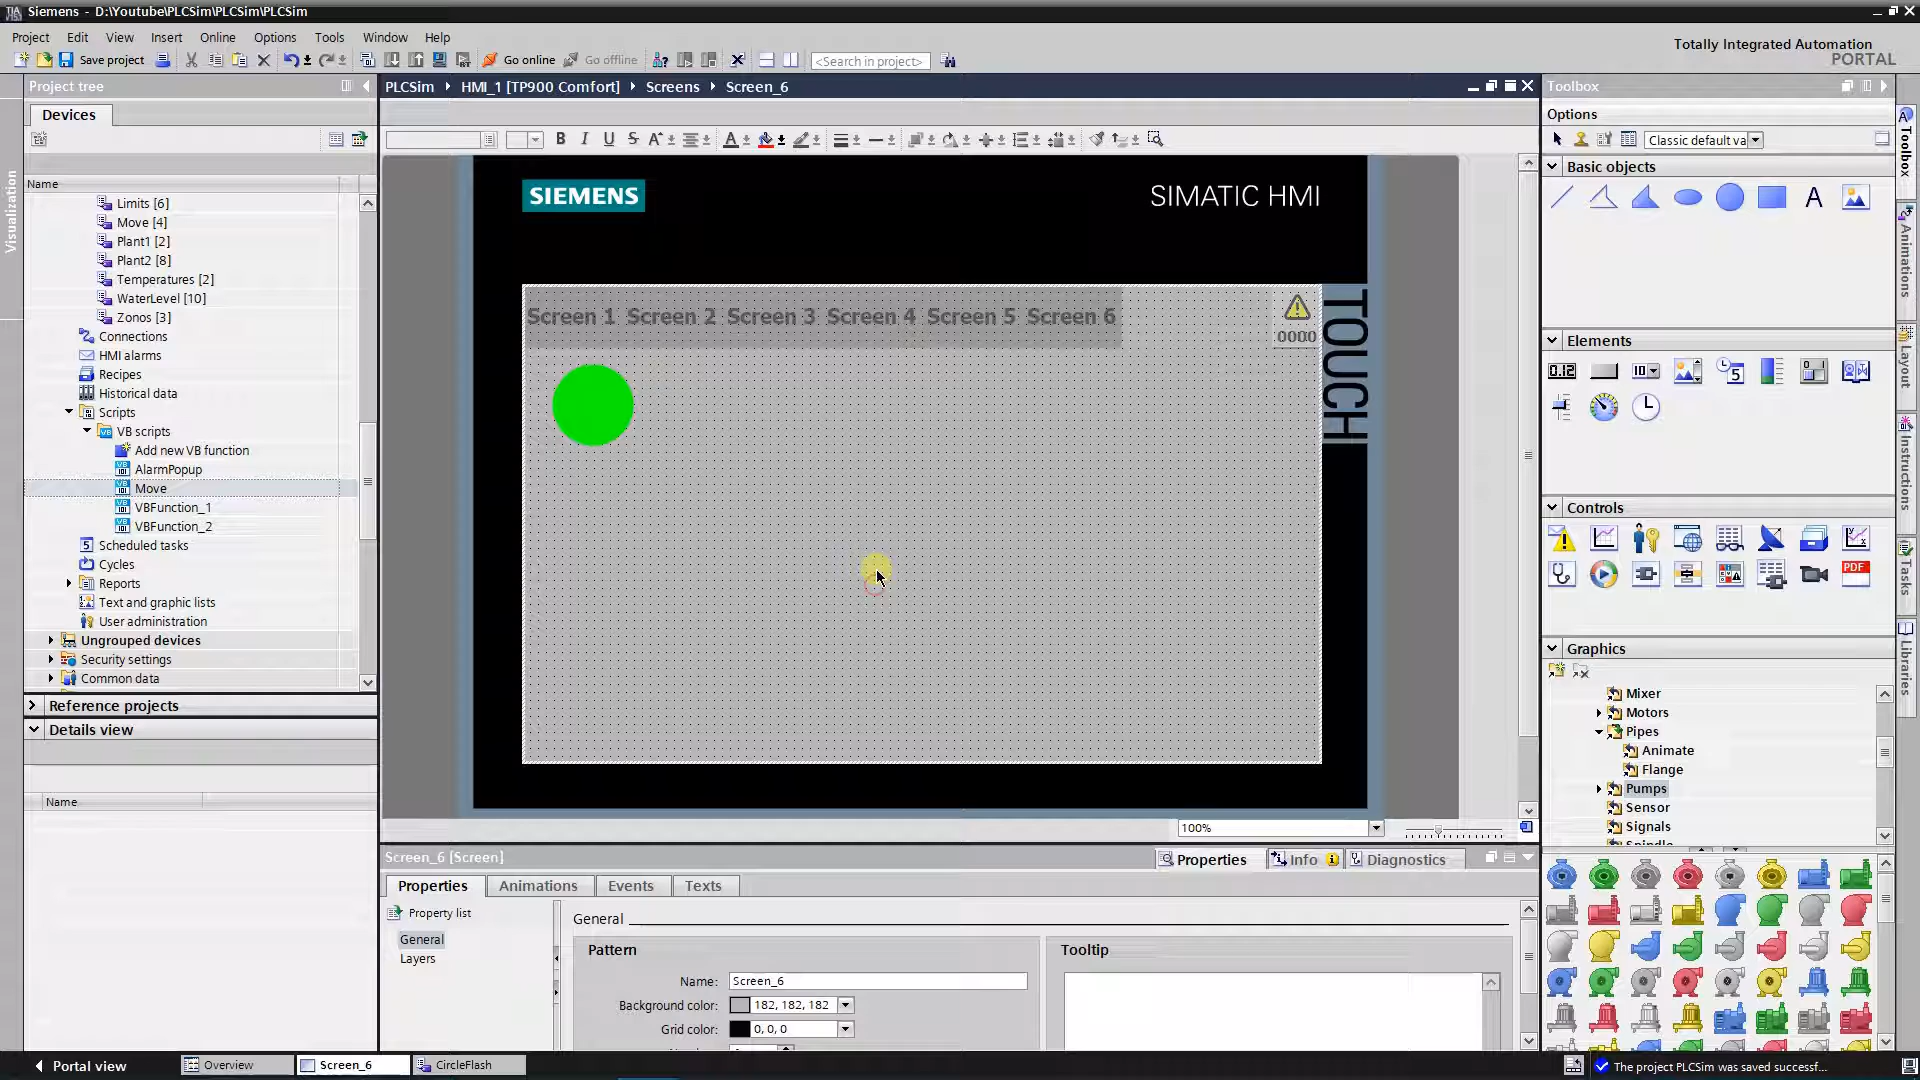 Siemens - D:\Youtube\PLCSim\PLCSim\PLCSim
Project Edit View Insert Online Options Tools Window Help
Totally Integrated Automation
PORTAL
Save project
Go online
Go offline
<Search in project>
Project tree
Devices
Visualization
Name
Limits [6]
Move [4]
Plant1 [2]
Plant2 [8]
Temperatures [2]
WaterLevel [10]
Zonos [3]
Connections
HMI alarms
Recipes
Historical data
Scripts
VB scripts
Add new VB function
AlarmPopup
Move
VBFunction_1
VBFunction_2
Scheduled tasks
Cycles
Reports
Text and graphic lists
User administration
Ungrouped devices
Security settings
Common data
Reference projects
Details view
Name
PLCSim HMI_1 [TP900 Comfort] Screens Screen_6
SIEMENS
SIMATIC HMI
Screen 1 Screen 2 Screen 3 Screen 4 Screen 5 Screen 6
0000
TOUCH
100%
Screen_6 [Screen]
Properties
Info
Diagnostics
Properties
Animations
Events
Texts
Property list
General
Layers
General
Pattern
Name: Screen_6
Background color: 182, 182, 182
Grid color: 0, 0, 0
Tooltip
Toolbox
Options
Classic default va
Basic objects
Elements
Controls
PDF
Graphics
Mixer
Motors
Pipes
Animate
Flange
Pumps
Sensor
Signals
Toolbox
Animations
Layout
Instructions
Tasks
Libraries
Portal view
Overview
Screen_6
CircleFlash
The project PLCSim was saved successf...